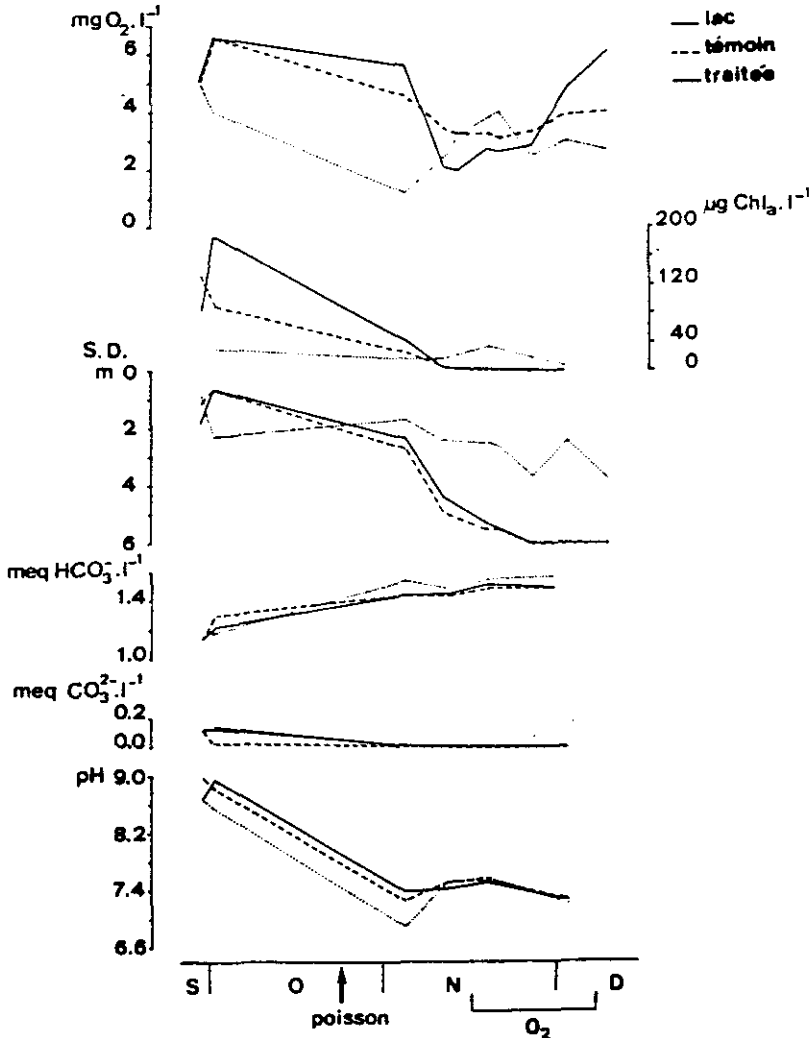 mg O₂.l⁻¹
6
4
2
0
lac
témoin
traitée
µg Chlₐ.l⁻¹
200
120
40
0
S.D.
m 0
2
4
6
meq HCO₃⁻.l⁻¹
1.4
1.0
meq CO₃²⁻.l⁻¹
0.2
0.0
pH 9.0
8.2
7.4
6.6
S O N D
poisson
O₂